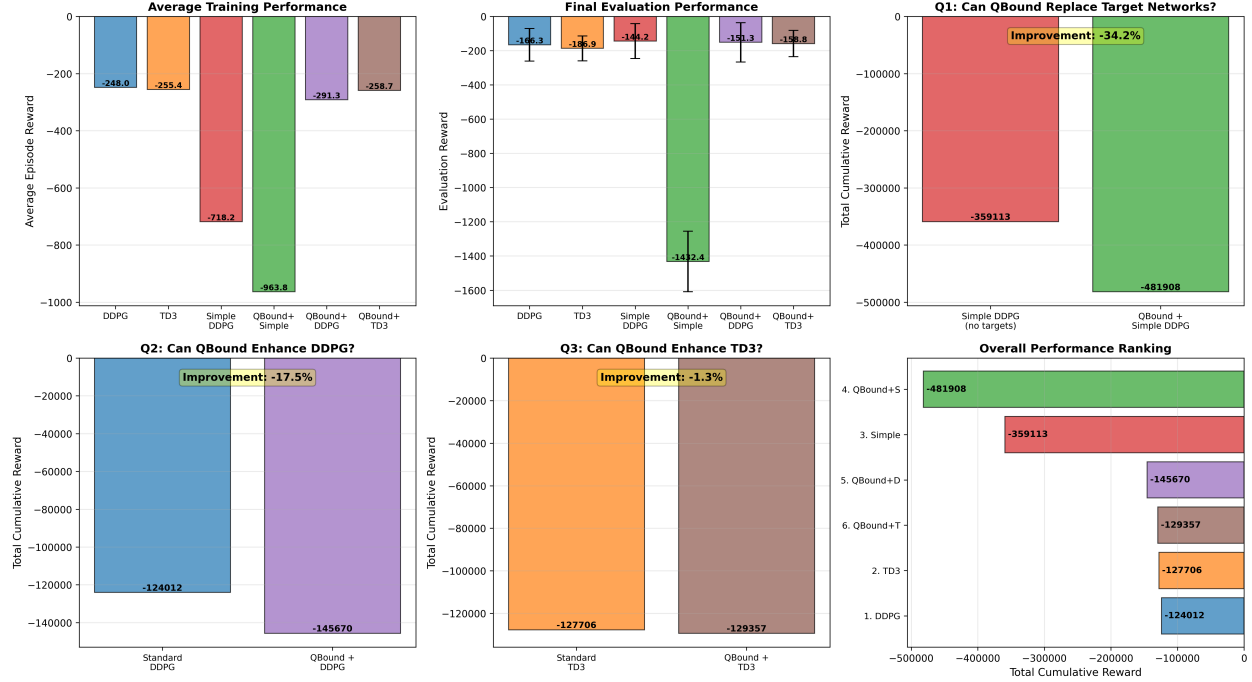 Average Training Performance
Average Episode Reward
0
−200
−400
−600
−800
−1000
-248.0
-255.4
-718.2
-963.8
-291.3
-258.7
DDPG
TD3
Simple
DDPG
QBound+
Simple
QBound+
DDPG
QBound+
TD3
Final Evaluation Performance
Evaluation Reward
0
−200
−400
−600
−800
−1000
−1200
−1400
−1600
-166.3
-186.9
-144.2
-1432.4
-151.3
-158.8
DDPG
TD3
Simple
DDPG
QBound+
Simple
QBound+
DDPG
QBound+
TD3
Q1: Can QBound Replace Target Networks?
Improvement: -34.2%
Total Cumulative Reward
0
−100000
−200000
−300000
−400000
−500000
-359113
-481908
Simple DDPG
(no targets)
QBound +
Simple DDPG
Q2: Can QBound Enhance DDPG?
Improvement: -17.5%
Total Cumulative Reward
0
−20000
−40000
−60000
−80000
−100000
−120000
−140000
-124012
-145670
Standard
DDPG
QBound +
DDPG
Q3: Can QBound Enhance TD3?
Improvement: -1.3%
Total Cumulative Reward
0
−20000
−40000
−60000
−80000
−100000
−120000
-127706
-129357
Standard
TD3
QBound +
TD3
Overall Performance Ranking
4. QBound+S
-481908
3. Simple
-359113
5. QBound+D
-145670
6. QBound+T
-129357
2. TD3
-127706
1. DDPG
-124012
−500000
−400000
−300000
−200000
−100000
0
Total Cumulative Reward